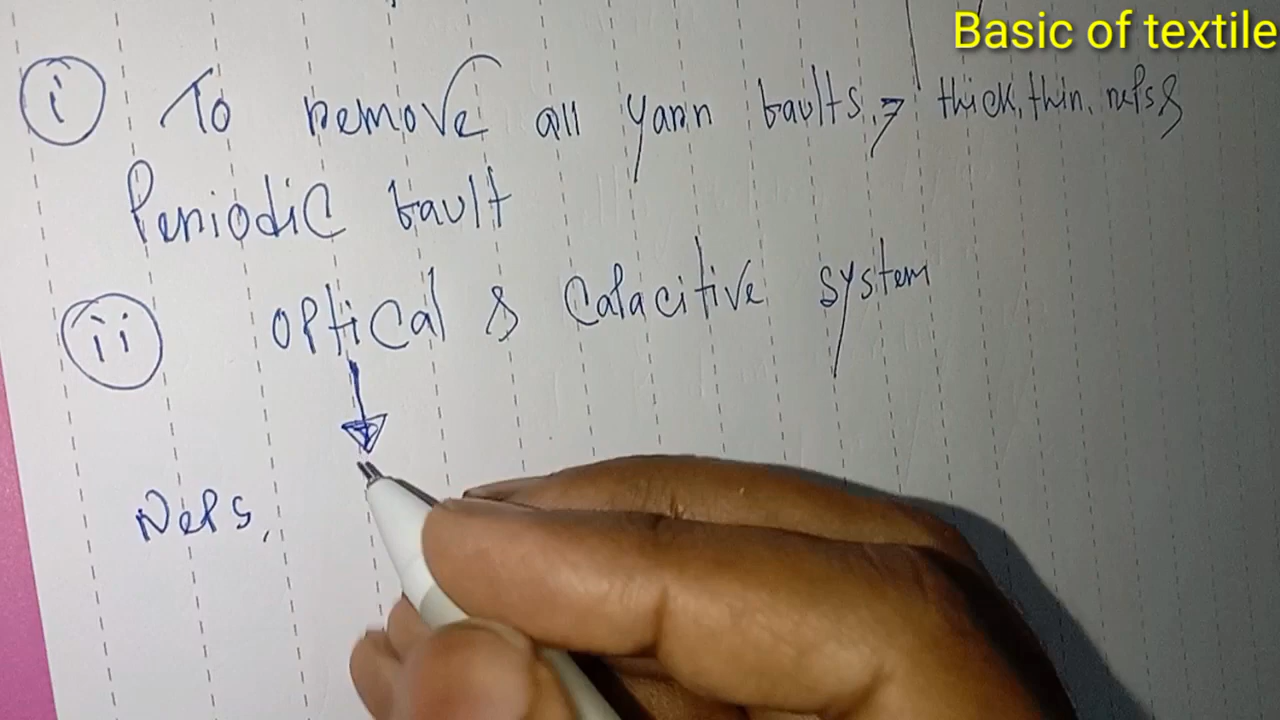 Basic of textile
i To remove all yarn faults. => thick, thin, neps &
Periodic fault
ii Optical & Capacitive system
Neps,